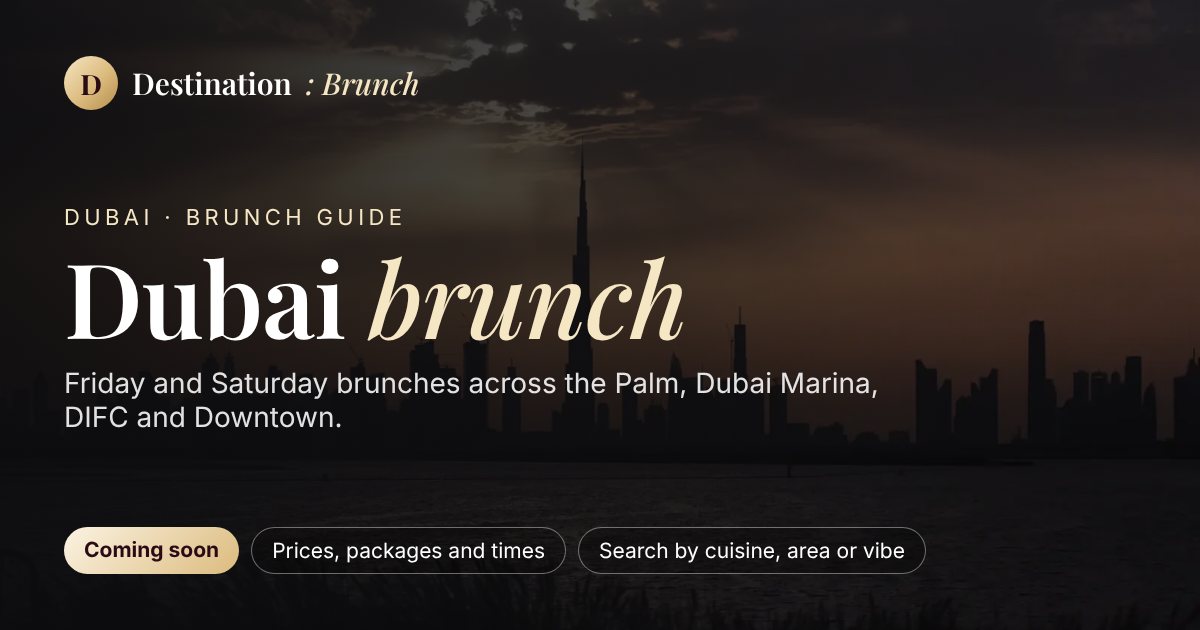 D Destination : Brunch
DUBAI · BRUNCH GUIDE
Dubai brunch
Friday and Saturday brunches across the Palm, Dubai Marina,
DIFC and Downtown.
Coming soon Prices, packages and times Search by cuisine, area or vibe